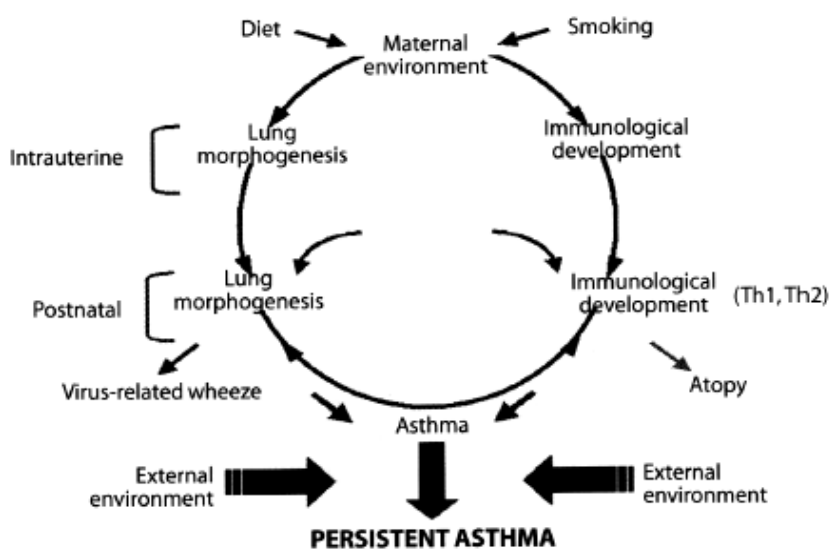 Diet
Smoking
Maternal
environment
Intrauterine
Lung
morphogenesis
Immunological
development
Postnatal
Lung
morphogenesis
Immunological
development
(Th1, Th2)
Virus-related wheeze
Atopy
Asthma
External
environment
External
environment
PERSISTENT ASTHMA